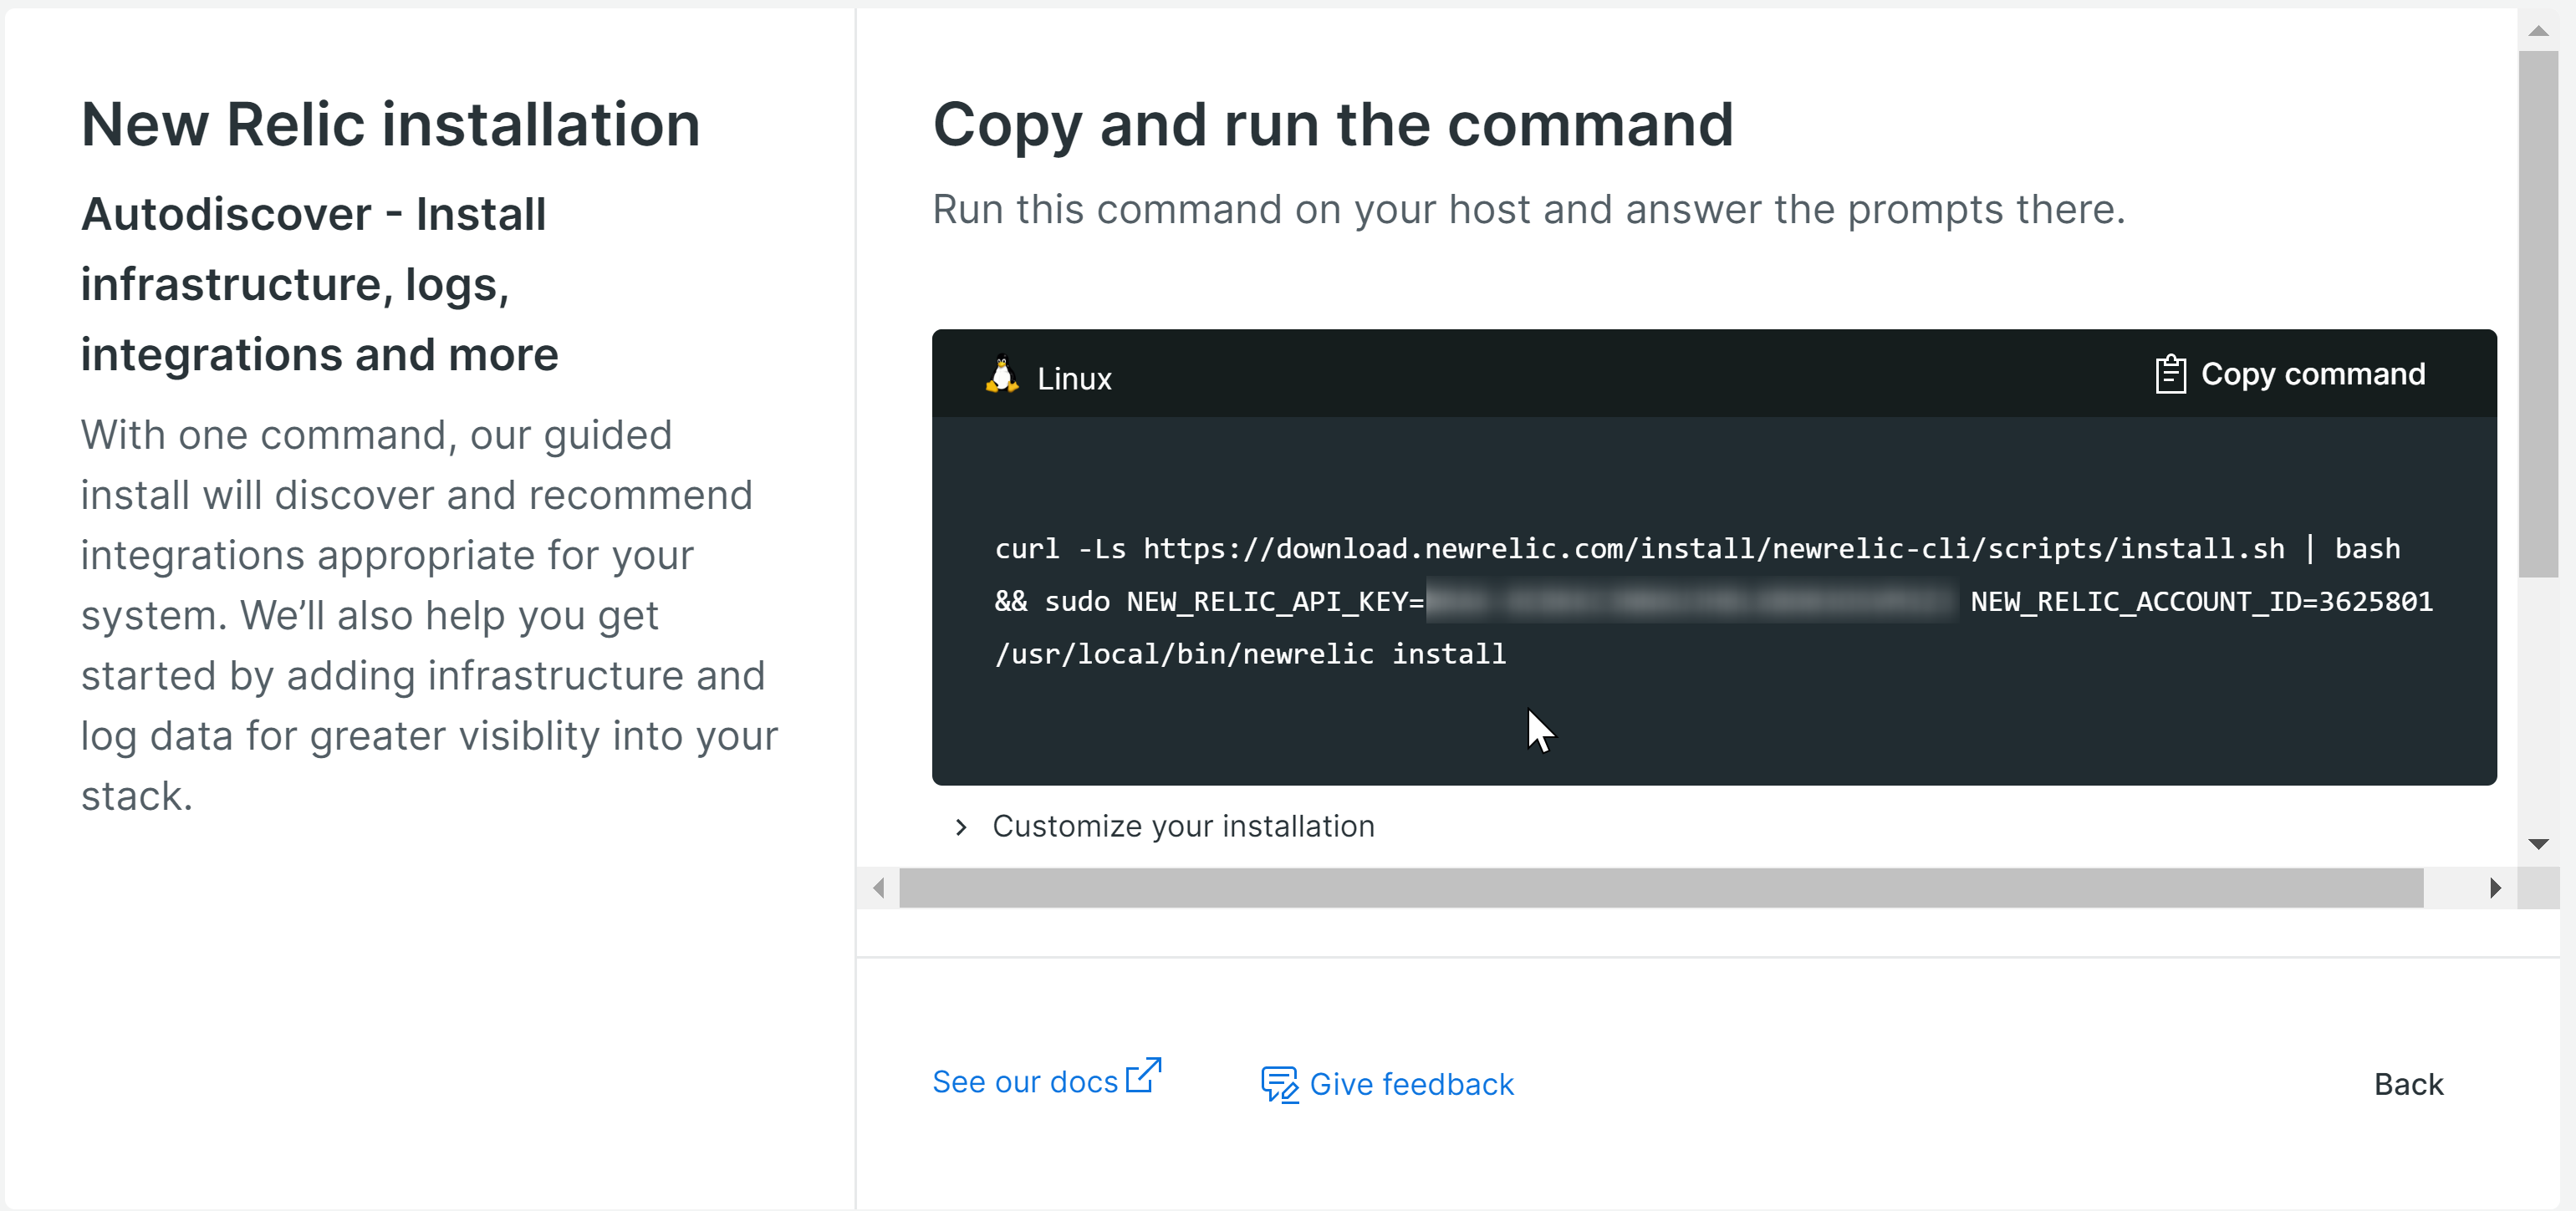 New Relic installation
Autodiscover - Install
infrastructure, logs,
integrations and more
With one command, our guided
install will discover and recommend
integrations appropriate for your
system. We’ll also help you get
started by adding infrastructure and
log data for greater visiblity into your
stack.
Copy and run the command
Run this command on your host and answer the prompts there.
Linux
Copy command
curl -Ls https://download.newrelic.com/install/newrelic-cli/scripts/install.sh | bash
&& sudo NEW_RELIC_API_KEY= NEW_RELIC_ACCOUNT_ID=3625801
/usr/local/bin/newrelic install
Customize your installation
See our docs
Give feedback
Back